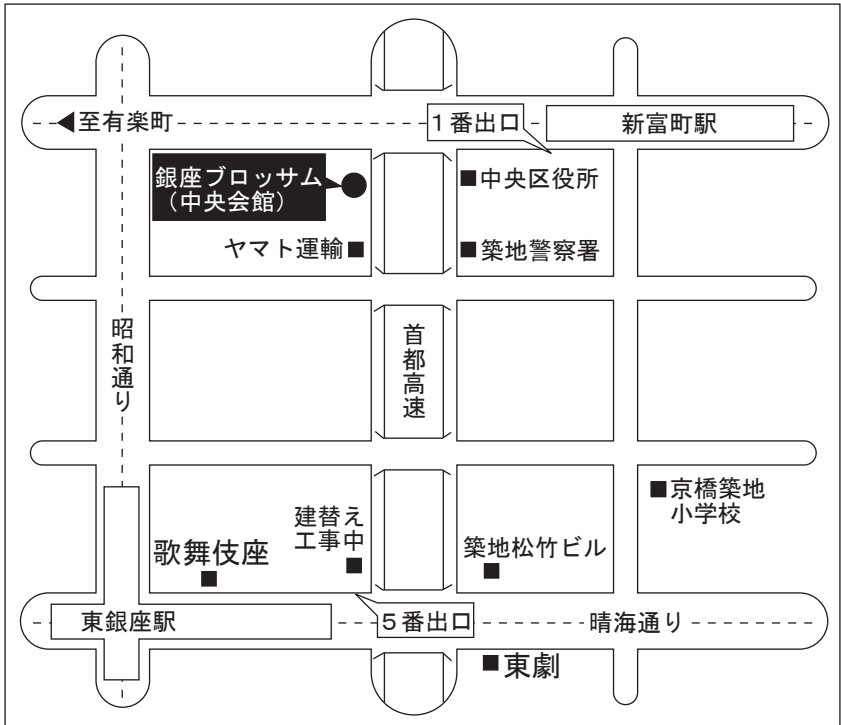 ◀至有楽町
1番出口
新富町駅
銀座ブロッサム
(中央会館)
■中央区役所
ヤマト運輸■
■築地警察署
昭和通り
首都高速
■京橋築地
小学校
建替え
工事中
歌舞伎座
築地松竹ビル
東銀座駅
5番出口
晴海通り
■東劇